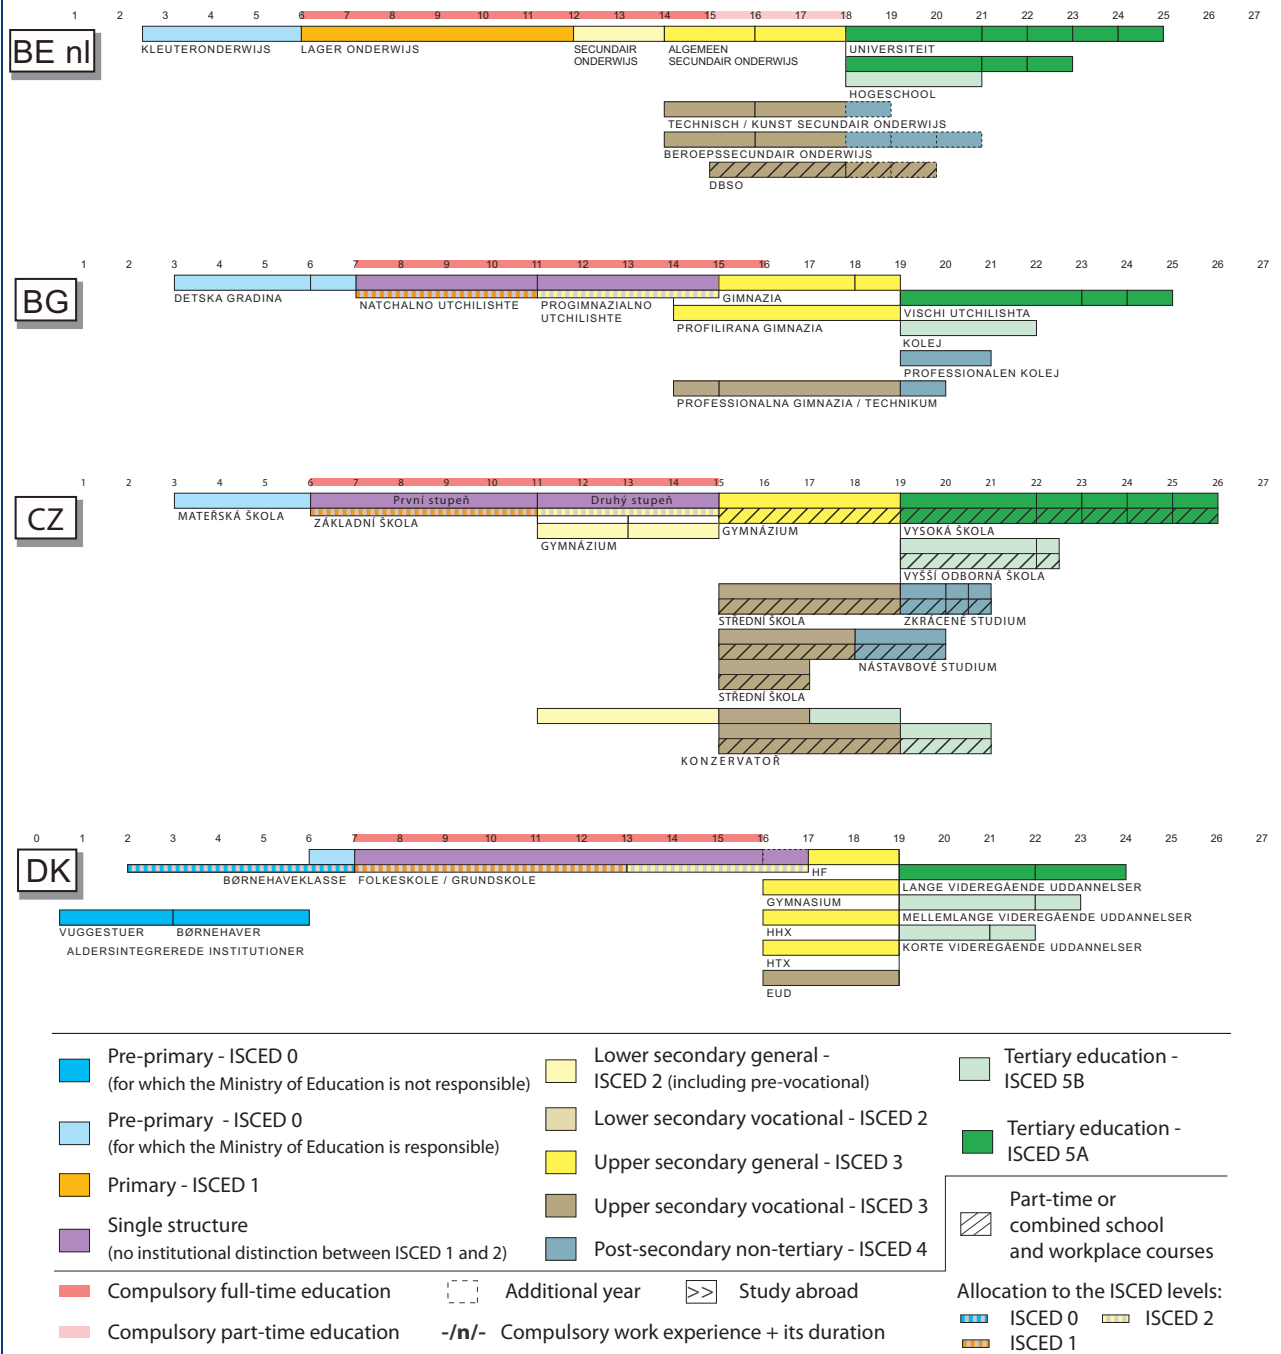 1 2 3 4 5 6 7 8 9 10 11 12 13 14 15 16 17 18 19 20 21 22 23 24 25 26 27
BE nl
KLEUTERONDERWIJS LAGER ONDERWIJS SECUNDAIR ONDERWIJS ALGEMEEN SECUNDAIR ONDERWIJS UNIVERSITEIT
HOGESCHOOL
TECHNISCH / KUNST SECUNDAIR ONDERWIJS
BEROEPSSECUNDAIR ONDERWIJS
DBSO
1 2 3 4 5 6 7 8 9 10 11 12 13 14 15 16 17 18 19 20 21 22 23 24 25 26 27
BG
DETSKA GRADINA NATCHALNO UTCHILISHTE PROGIMNAZIALNO UTCHILISHTE GIMNAZIA
PROFILIRANA GIMNAZIA VISCHI UTCHILISHTA
KOLEJ
PROFESSIONALEN KOLEJ
PROFESSIONALNA GIMNAZIA / TECHNIKUM
1 2 3 4 5 6 7 8 9 10 11 12 13 14 15 16 17 18 19 20 21 22 23 24 25 26 27
CZ
První stupeň Druhý stupeň
MATEŘSKÁ ŠKOLA ZÁKLADNÍ ŠKOLA GYMNÁZIUM GYMNÁZIUM VYSOKÁ ŠKOLA
VYŠŠÍ ODBORNÁ ŠKOLA
STŘEDNÍ ŠKOLA ZKRÁCENÉ STUDIUM
NÁSTAVBOVÉ STUDIUM
STŘEDNÍ ŠKOLA
KONZERVATOŘ
0 1 2 3 4 5 6 7 8 9 10 11 12 13 14 15 16 17 18 19 20 21 22 23 24 25 26 27
DK
BØRNEHAVEKLASSE FOLKESKOLE / GRUNDSKOLE HF
LANGE VIDEREGÅENDE UDDANNELSER
GYMNASIUM
MELLEMLANGE VIDEREGÅENDE UDDANNELSER
VUGGESTUER BØRNEHAVER HHX
ALDERSINTEGREREDE INSTITUTIONER KORTE VIDEREGÅENDE UDDANNELSER
HTX
EUD
Pre-primary - ISCED 0
(for which the Ministry of Education is not responsible)
Pre-primary - ISCED 0
(for which the Ministry of Education is responsible)
Primary - ISCED 1
Single structure
(no institutional distinction between ISCED 1 and 2)
Lower secondary general -
ISCED 2 (including pre-vocational)
Lower secondary vocational - ISCED 2
Upper secondary general - ISCED 3
Upper secondary vocational - ISCED 3
Post-secondary non-tertiary - ISCED 4
Tertiary education -
ISCED 5B
Tertiary education -
ISCED 5A
Part-time or
combined school
and workplace courses
Compulsory full-time education
Additional year
>> Study abroad
Compulsory part-time education
-/n/- Compulsory work experience + its duration
Allocation to the ISCED levels:
ISCED 0 ISCED 2
ISCED 1